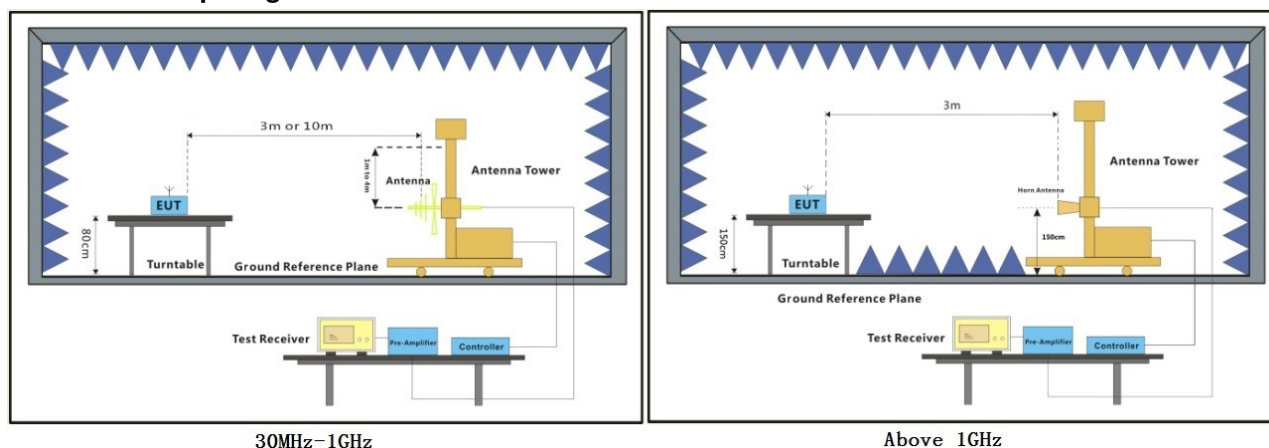 3m or 10m
1m to 4m
Antenna
Antenna Tower
EUT
80cm
Turntable
Ground Reference Plane
Test Receiver
Pre-Amplifier
Controller
30MHz-1GHz
3m
Antenna Tower
Horn Antenna
EUT
150cm
150cm
Turntable
Ground Reference Plane
Test Receiver
Pre-Amplifier
Controller
Above 1GHz